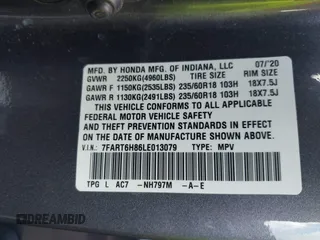 MFD. BY HONDA MFG. OF INDIANA, LLC 07/'20
GVWR 2250KG(4960LBS) TIRE SIZE RIM SIZE
GAWR F 1150KG(2535LBS) 235/60R18 103H 18X7.5J
GAWR R 1130KG(2491LBS) 235/60R18 103H 18X7.5J
THIS VEHICLE CONFORMS TO ALL APPLICABLE
FEDERAL MOTOR VEHICLE SAFETY STANDARDS
IN EFFECT ON THE DATE OF MANUFACTURE
SHOWN ABOVE.
V.I.N.: 7FART6H86LE013079 TYPE: MPV
TPG L AC7 -NH797M -A-E
DREAMBID